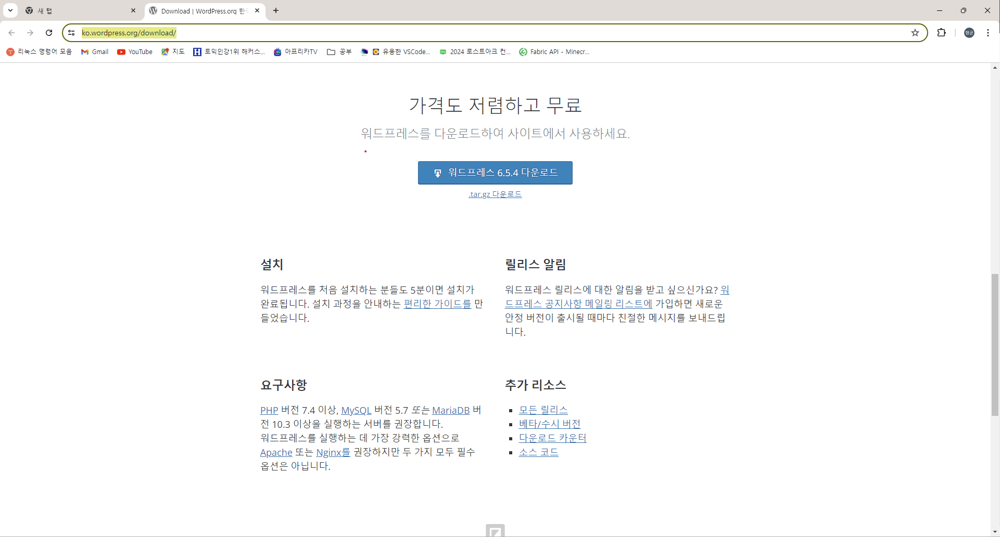 새 탭
Download | WordPress.org 한국
ko.wordpress.org/download/
형균
리눅스 명령어 모음
Gmail
YouTube
지도
토익인강1위 해커스...
아프리카TV
공부
유용한 VSCode...
2024 로스트아크 컨...
Fabric API - Minecr...
가격도 저렴하고 무료
워드프레스를 다운로드하여 사이트에서 사용하세요.
워드프레스 6.5.4 다운로드
.tar.gz 다운로드
설치
워드프레스를 처음 설치하는 분들도 5분이면 설치가
완료됩니다. 설치 과정을 안내하는 편리한 가이드를 만
들었습니다.
릴리스 알림
워드프레스 릴리스에 대한 알림을 받고 싶으신가요? 워
드프레스 공지사항 메일링 리스트에 가입하면 새로운
안정 버전이 출시될 때마다 친절한 메시지를 보내드립
니다.
요구사항
PHP 버전 7.4 이상, MySQL 버전 5.7 또는 MariaDB 버
전 10.3 이상을 실행하는 서버를 권장합니다.
워드프레스를 실행하는 데 가장 강력한 옵션으로
Apache 또는 Nginx를 권장하지만 두 가지 모두 필수
옵션은 아닙니다.
추가 리소스
모든 릴리스
베타/수시 버전
다운로드 카운터
소스 코드